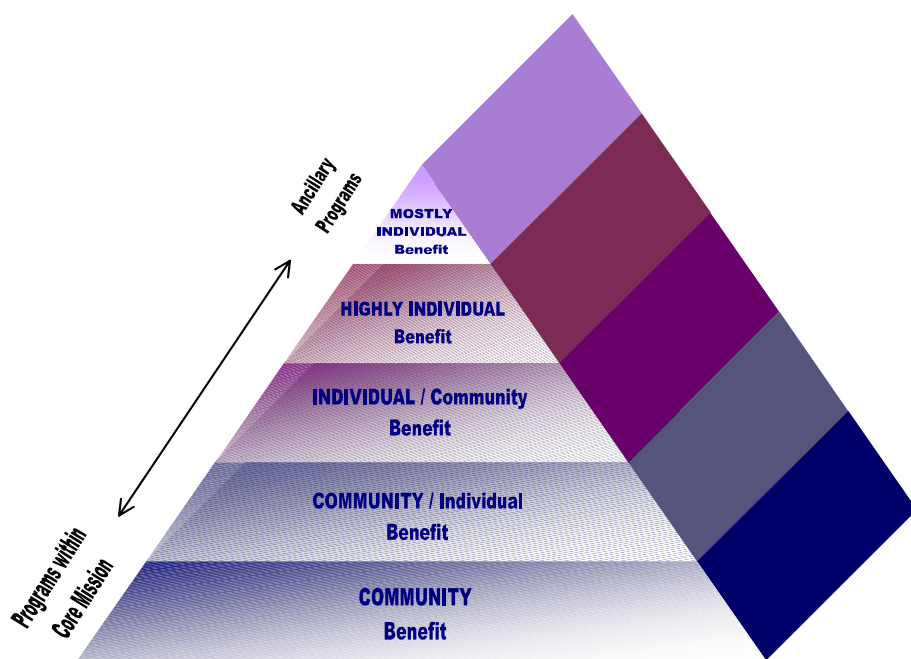 Ancillary
Programs
MOSTLY
INDIVIDUAL
Benefit
HIGHLY INDIVIDUAL
Benefit
INDIVIDUAL / Community
Benefit
COMMUNITY / Individual
Benefit
COMMUNITY
Benefit
Programs within
Core Mission